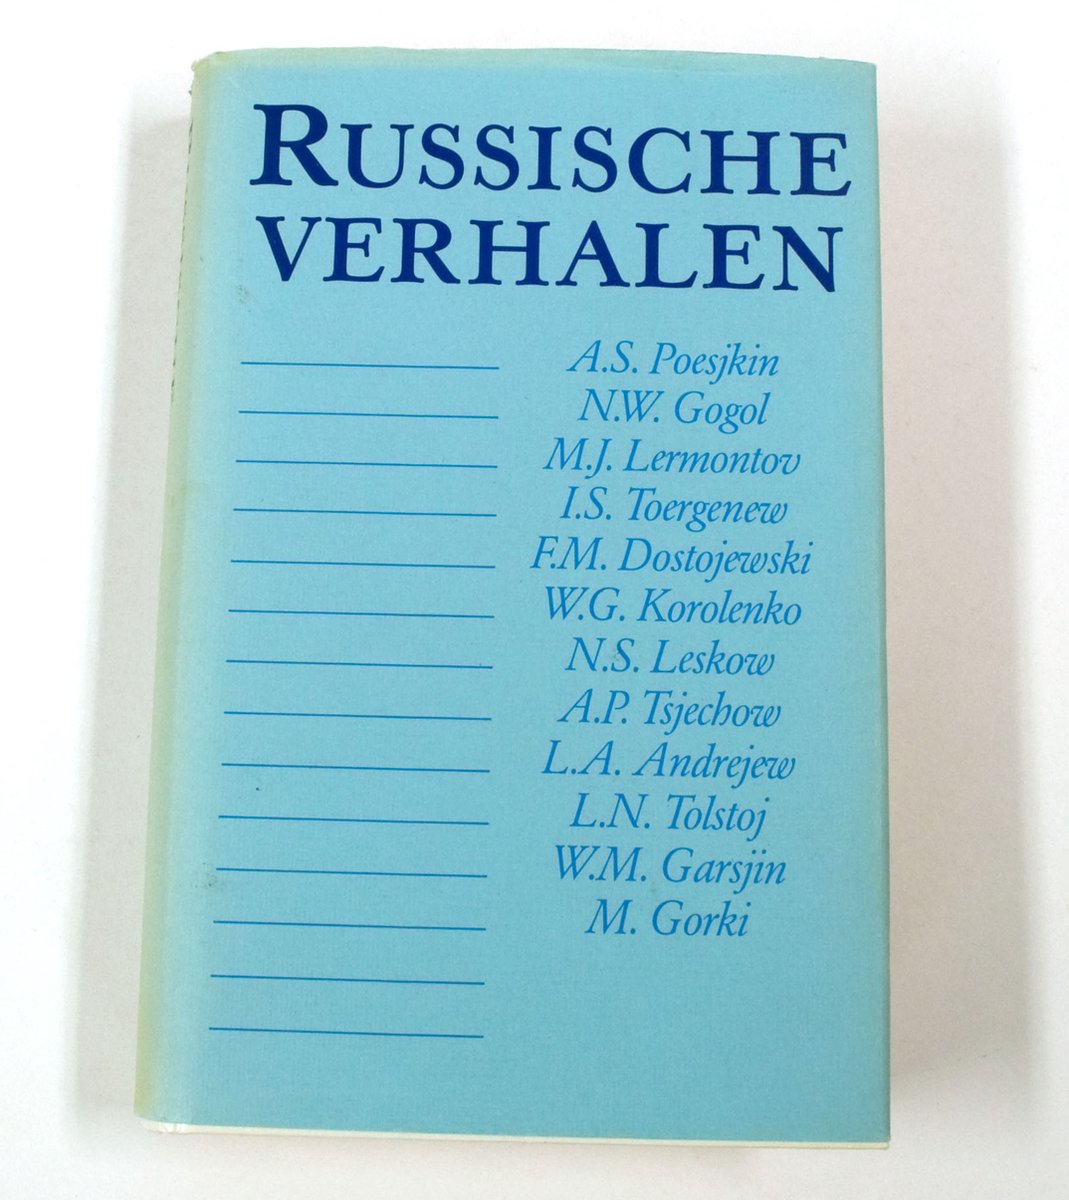 RUSSISCHE
VERHALEN
A.S. Poesjkin
N.W. Gogol
M.J. Lermontov
I.S. Toergenew
F.M. Dostojewski
W.G. Korolenko
N.S. Leskow
A.P. Tsjechow
L.A. Andrejew
L.N. Tolstoj
W.M. Garsjin
M. Gorki